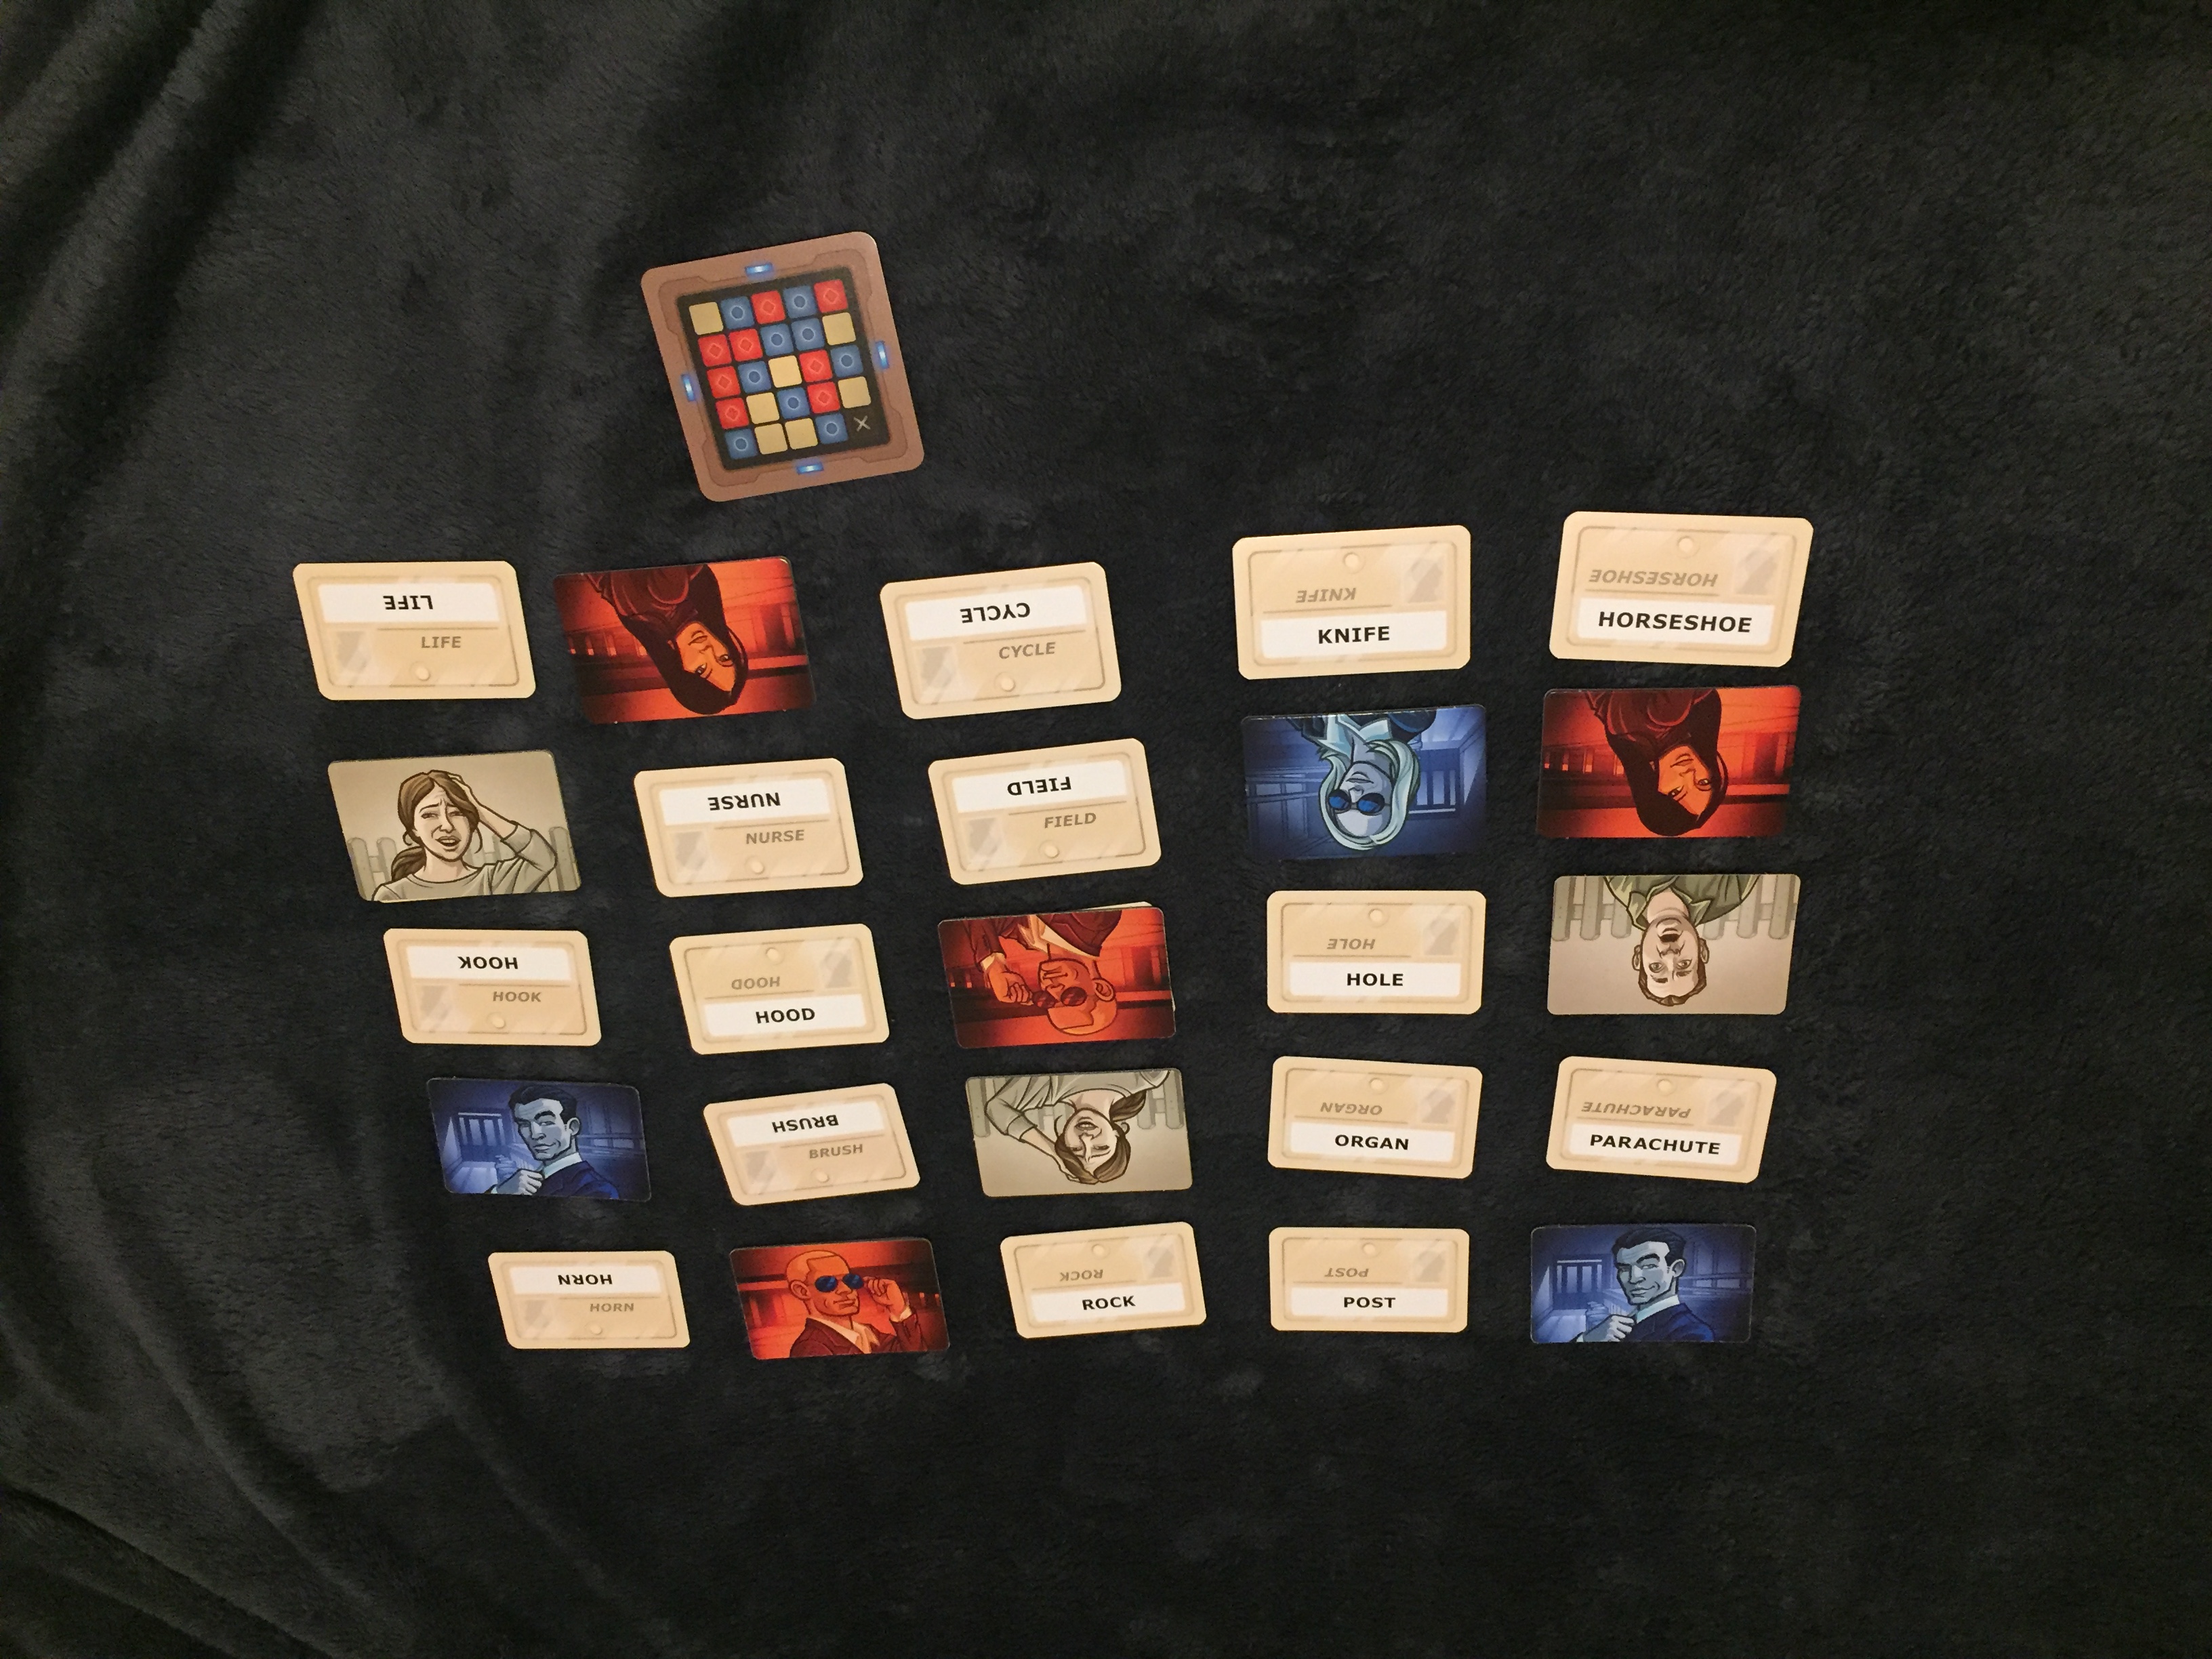 POST
POST
ROCK
ROCK
HORN
HORN
PARACHUTE
PARACHUTE
ORGAN
ORGAN
BRUSH
BRUSH
HOLE
HOLE
HOOD
HOOD
HOOK
HOOK
FIELD
FIELD
NURSE
NURSE
HORSESHOE
HORSESHOE
KNIFE
KNIFE
CYCLE
CYCLE
LIFE
LIFE